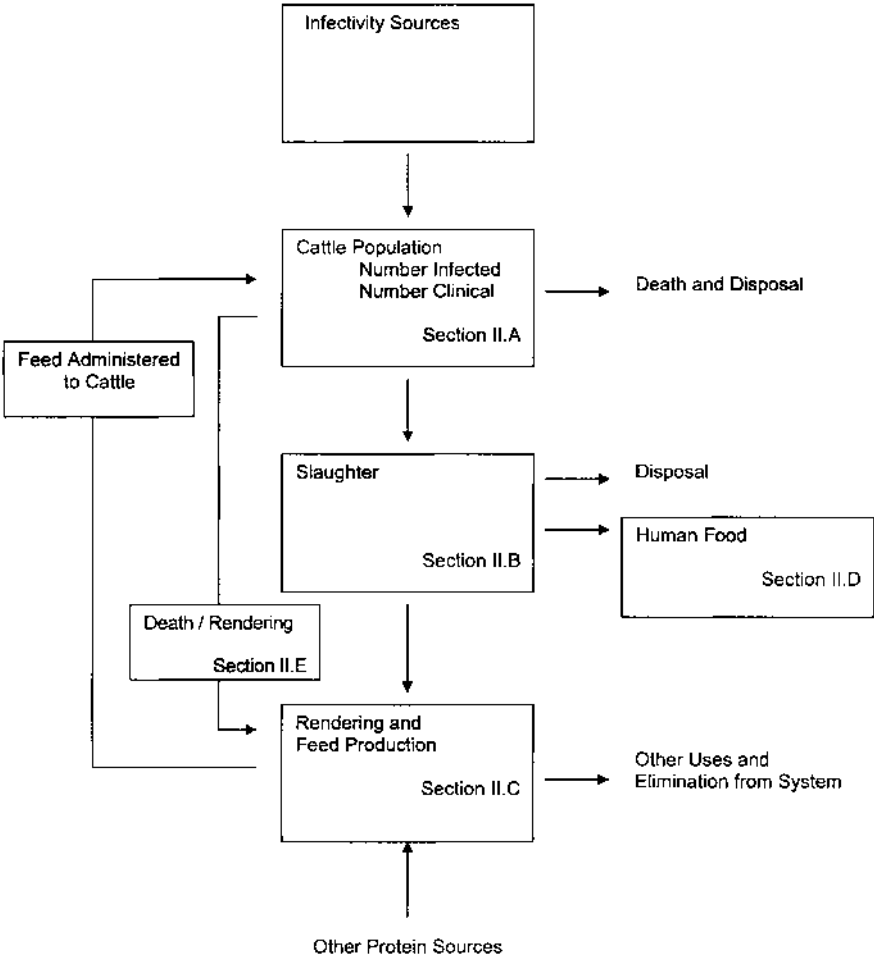 Infectivity Sources
Cattle Population
Number Infected
Number Clinical
Section II.A
Death and Disposal
Feed Administered
to Cattle
Slaughter
Section II.B
Disposal
Human Food
Section II.D
Death / Rendering
Section II.E
Rendering and
Feed Production
Section II.C
Other Uses and
Elimination from System
Other Protein Sources